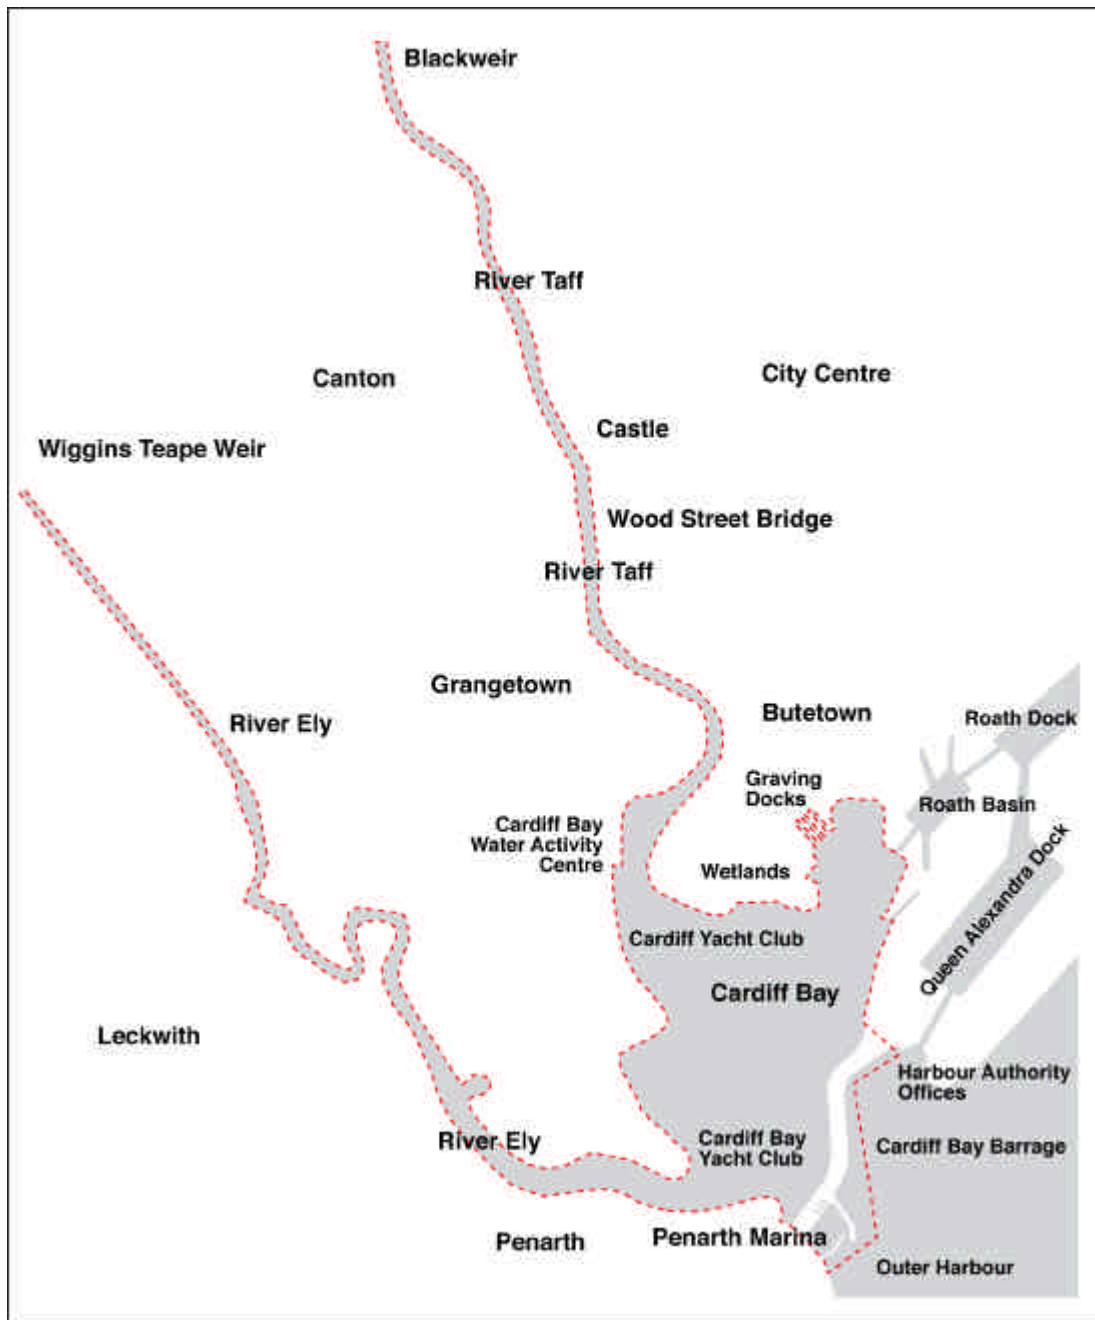 Blackweir
River Taff
Canton
City Centre
Castle
Wiggins Teape Weir
Wood Street Bridge
River Taff
Grangetown
Butetown
Roath Dock
River Ely
Graving
Docks
Roath Basin
Cardiff Bay
Water Activity
Centre
Wetlands
Queen Alexandra Dock
Cardiff Yacht Club
Cardiff Bay
Leckwith
Harbour Authority
Offices
River Ely
Cardiff Bay
Yacht Club
Cardiff Bay Barrage
Penarth
Penarth Marina
Outer Harbour